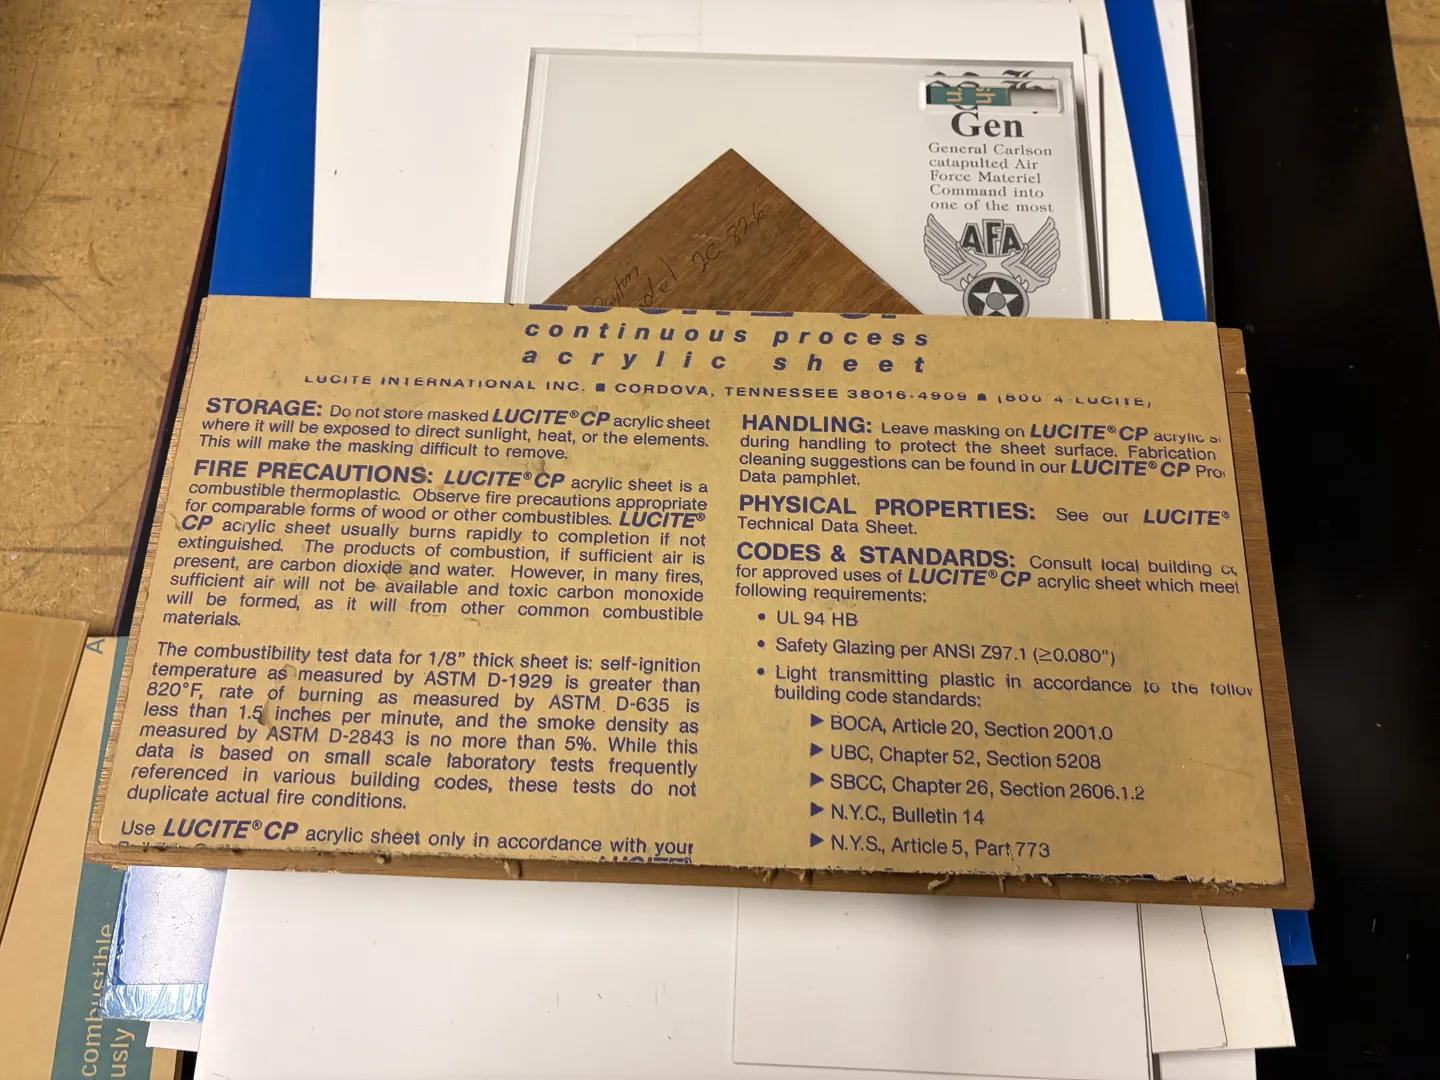 Gen
General Carlson
catapulted Air
Force Materiel
Command into
one of the most
AFA
2C 326
continuous process
acrylic sheet
LUCITE INTERNATIONAL INC. ■ CORDOVA, TENNESSEE 38016-4909 ■ (800 4-LUCITE)
STORAGE: Do not store masked LUCITE® CP acrylic sheet
where it will be exposed to direct sunlight, heat, or the elements.
This will make the masking difficult to remove.
FIRE PRECAUTIONS: LUCITE® CP acrylic sheet is a
combustible thermoplastic. Observe fire precautions appropriate
for comparable forms of wood or other combustibles. LUCITE®
CP acrylic sheet usually burns rapidly to completion if not
extinguished. The products of combustion, if sufficient air is
present, are carbon dioxide and water. However, in many fires,
sufficient air will not be available and toxic carbon monoxide
will be formed, as it will from other common combustible
materials.
The combustibility test data for 1/8” thick sheet is: self-ignition
temperature as measured by ASTM D-1929 is greater than
820°F, rate of burning as measured by ASTM D-635 is
less than 1.5 inches per minute, and the smoke density as
measured by ASTM D-2843 is no more than 5%. While this
data is based on small scale laboratory tests frequently
referenced in various building codes, these tests do not
duplicate actual fire conditions.
Use LUCITE® CP acrylic sheet only in accordance with your
HANDLING: Leave masking on LUCITE® CP acrylic
during handling to protect the sheet surface. Fabrication
cleaning suggestions can be found in our LUCITE® CP Pro
Data pamphlet.
PHYSICAL PROPERTIES: See our LUCITE®
Technical Data Sheet.
CODES & STANDARDS: Consult local building
for approved uses of LUCITE® CP acrylic sheet which meet
following requirements:
• UL 94 HB
• Safety Glazing per ANSI Z97.1 (≥0.080”)
• Light transmitting plastic in accordance to the follow
building code standards:
▶ BOCA, Article 20, Section 2001.0
▶ UBC, Chapter 52, Section 5208
▶ SBCC, Chapter 26, Section 2606.1.2
▶ N.Y.C., Bulletin 14
▶ N.Y.S., Article 5, Part 773
combustible
usly